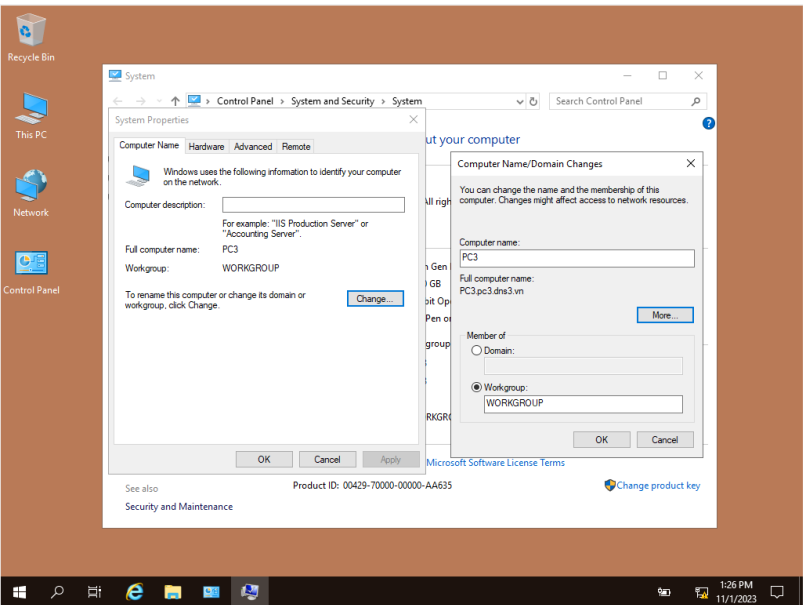 Recycle Bin
This PC
Network
Control Panel
System
Control Panel > System and Security > System
Search Control Panel
System Properties
Computer Name
Hardware
Advanced
Remote
Windows uses the following information to identify your computer
on the network.
Computer description:
For example: "IIS Production Server" or
"Accounting Server".
Full computer name:
PC3
Workgroup:
WORKGROUP
To rename this computer or change its domain or
workgroup, click Change.
Change...
OK
Cancel
Apply
ut your computer
All righ
n Gen
GB
bit Op
Pen or
group
RKGR
Computer Name/Domain Changes
You can change the name and the membership of this
computer. Changes might affect access to network resources.
Computer name:
PC3
Full computer name:
PC3.pc3.dns3.vn
More...
Member of
Domain:
Workgroup:
WORKGROUP
OK
Cancel
Microsoft Software License Terms
See also
Security and Maintenance
Product ID: 00429-70000-00000-AA635
Change product key
1:26 PM
11/1/2023